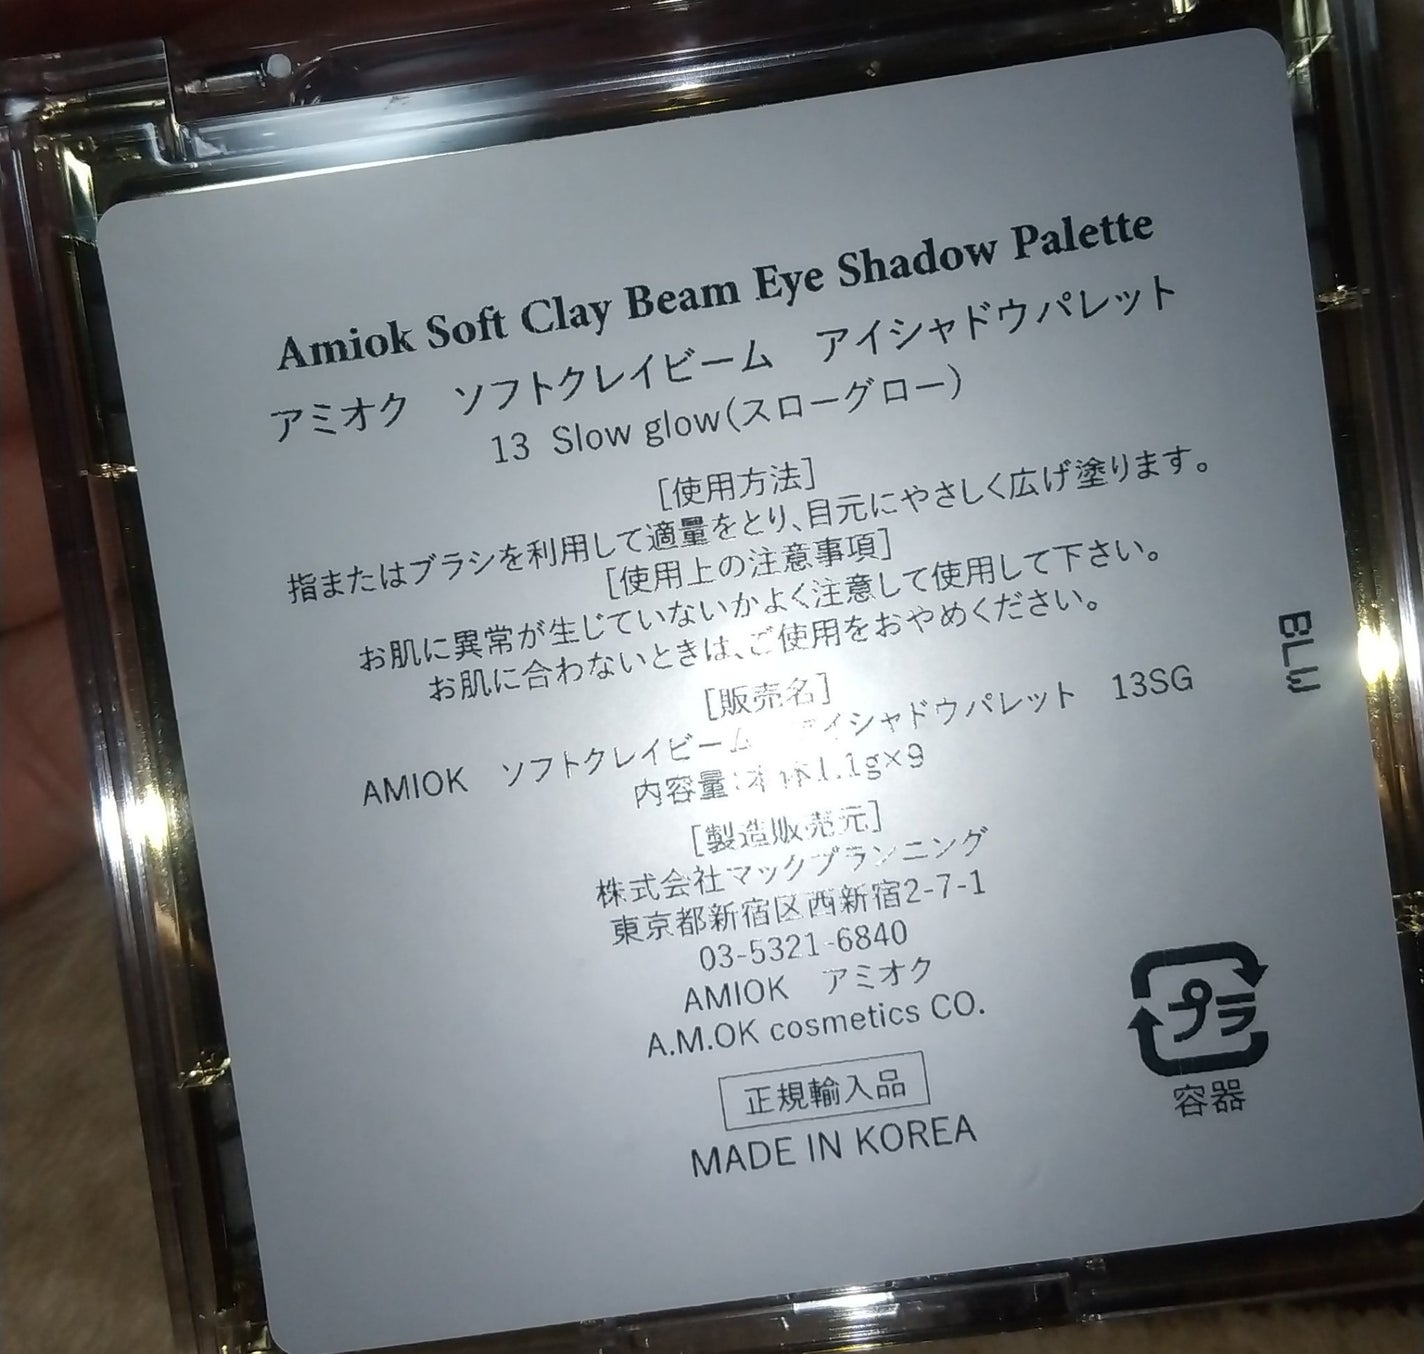 Amiok Soft Clay Beam Eye Shadow Palette
アミオク　ソフトクレイビーム　アイシャドウパレット
13 Slow glow(スローグロー)
[使用方法]
指またはブラシを利用して適量をとり、目元にやさしく広げ塗ります。
[使用上の注意事項]
お肌に異常が生じていないかよく注意して使用して下さい。
お肌に合わないときは、ご使用をおやめください。
[販売名]
AMIOK　ソフトクレイビーム　アイシャドウパレット　13SG
内容量:本体1.1g×9
[製造販売元]
株式会社マックプランニング
東京都新宿区西新宿2-7-1
03-5321-6840
AMIOK　アミオク
A.M.OK cosmetics CO.
正規輸入品
MADE IN KOREA
プラ
容器
BLW